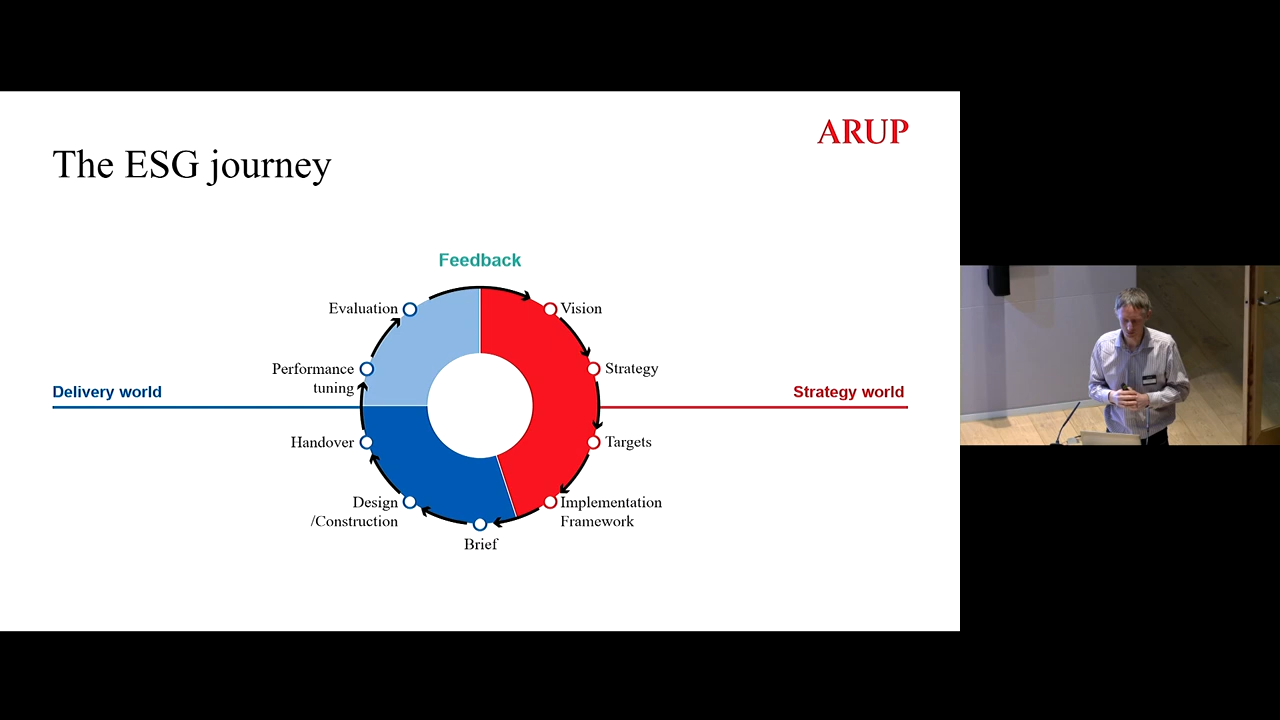 ARUP
The ESG journey
Feedback
Evaluation
Vision
Performance
tuning
Strategy
Delivery world
Strategy world
Handover
Targets
Design
/Construction
Implementation
Framework
Brief